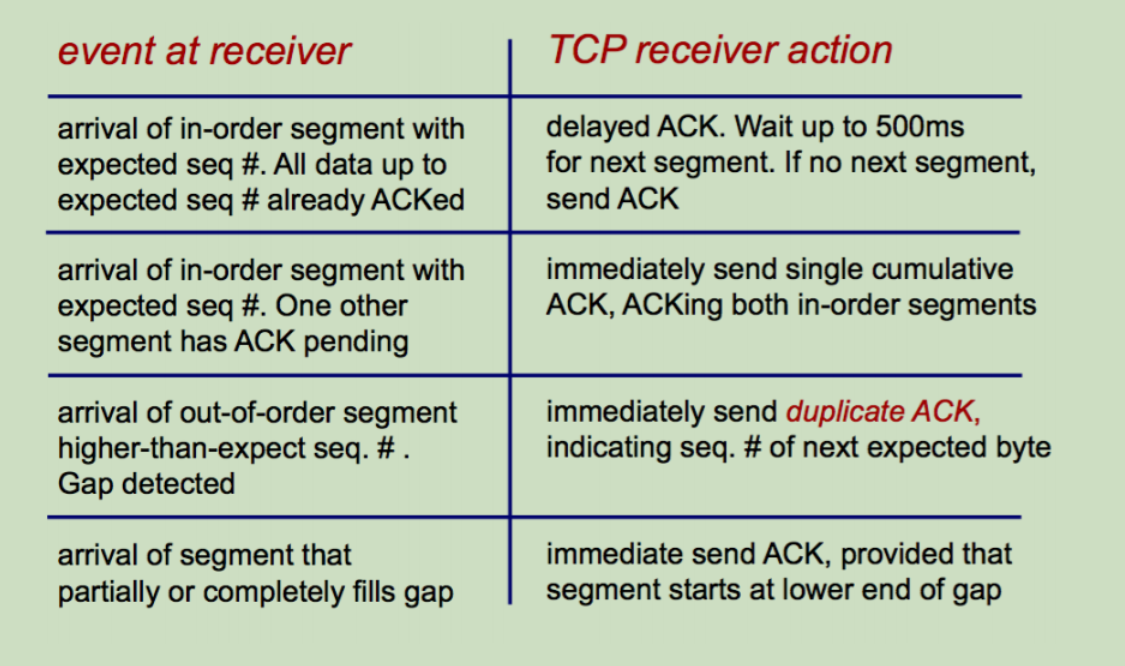 event at receiver
TCP receiver action
arrival of in-order segment with
expected seq #. All data up to
expected seq # already ACKed
delayed ACK. Wait up to 500ms
for next segment. If no next segment,
send ACK
arrival of in-order segment with
expected seq #. One other
segment has ACK pending
immediately send single cumulative
ACK, ACKing both in-order segments
arrival of out-of-order segment
higher-than-expect seq. # .
Gap detected
immediately send duplicate ACK,
indicating seq. # of next expected byte
arrival of segment that
partially or completely fills gap
immediate send ACK, provided that
segment starts at lower end of gap